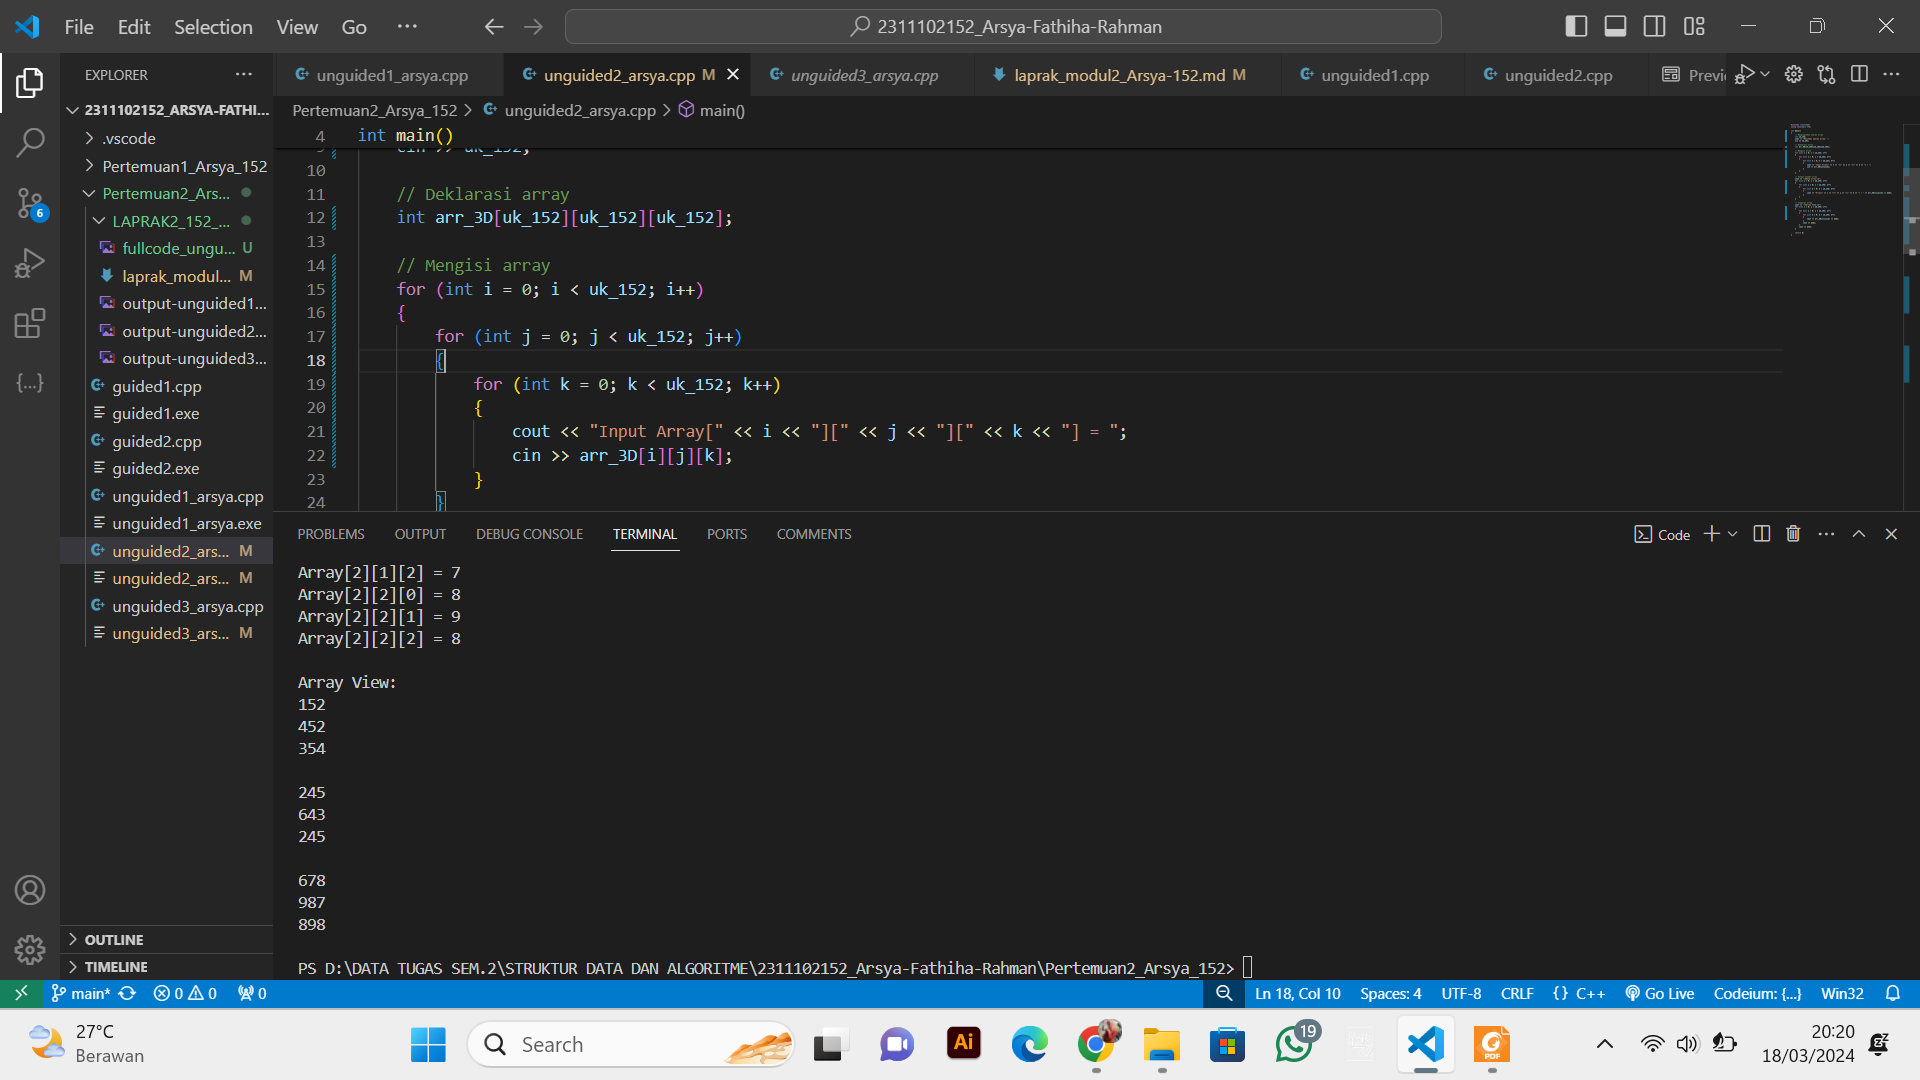 File Edit Selection View Go ··· 2311102152_Arsya-Fathiha-Rahman
EXPLORER ···
unguided1_arsya.cpp unguided2_arsya.cpp M unguided3_arsya.cpp laprak_modul2_Arsya-152.md M unguided1.cpp unguided2.cpp Previ
2311102152_ARSYA-FATHI...
.vscode
Pertemuan1_Arsya_152
Pertemuan2_Ars...
LAPRAK2_152_...
fullcode_ungu... U
laprak_modul... M
output-unguided1...
output-unguided2...
output-unguided3...
guided1.cpp
guided1.exe
guided2.cpp
guided2.exe
unguided1_arsya.cpp
unguided1_arsya.exe
unguided2_ars... M
unguided2_ars... M
unguided3_arsya.cpp
unguided3_ars... M
OUTLINE
TIMELINE
Pertemuan2_Arsya_152 > unguided2_arsya.cpp > main()
4 int main()
9 cin >> uk_152;
10
11 // Deklarasi array
12 int arr_3D[uk_152][uk_152][uk_152];
13
14 // Mengisi array
15 for (int i = 0; i < uk_152; i++)
16 {
17 for (int j = 0; j < uk_152; j++)
18 {
19 for (int k = 0; k < uk_152; k++)
20 {
21 cout << "Input Array[" << i << "][" << j << "][" << k << "] = ";
22 cin >> arr_3D[i][j][k];
23 }
24 }
PROBLEMS OUTPUT DEBUG CONSOLE TERMINAL PORTS COMMENTS Code
Array[2][1][2] = 7
Array[2][2][0] = 8
Array[2][2][1] = 9
Array[2][2][2] = 8
Array View:
152
452
354
245
643
245
678
987
898
PS D:\DATA TUGAS SEM.2\STRUKTUR DATA DAN ALGORITME\2311102152_Arsya-Fathiha-Rahman\Pertemuan2_Arsya_152>
6
main* 0 0 0 Ln 18, Col 10 Spaces: 4 UTF-8 CRLF {} C++ Go Live Codeium: {...} Win32
27°C
Berawan
Search
Ai
PDF
19
20:20
18/03/2024